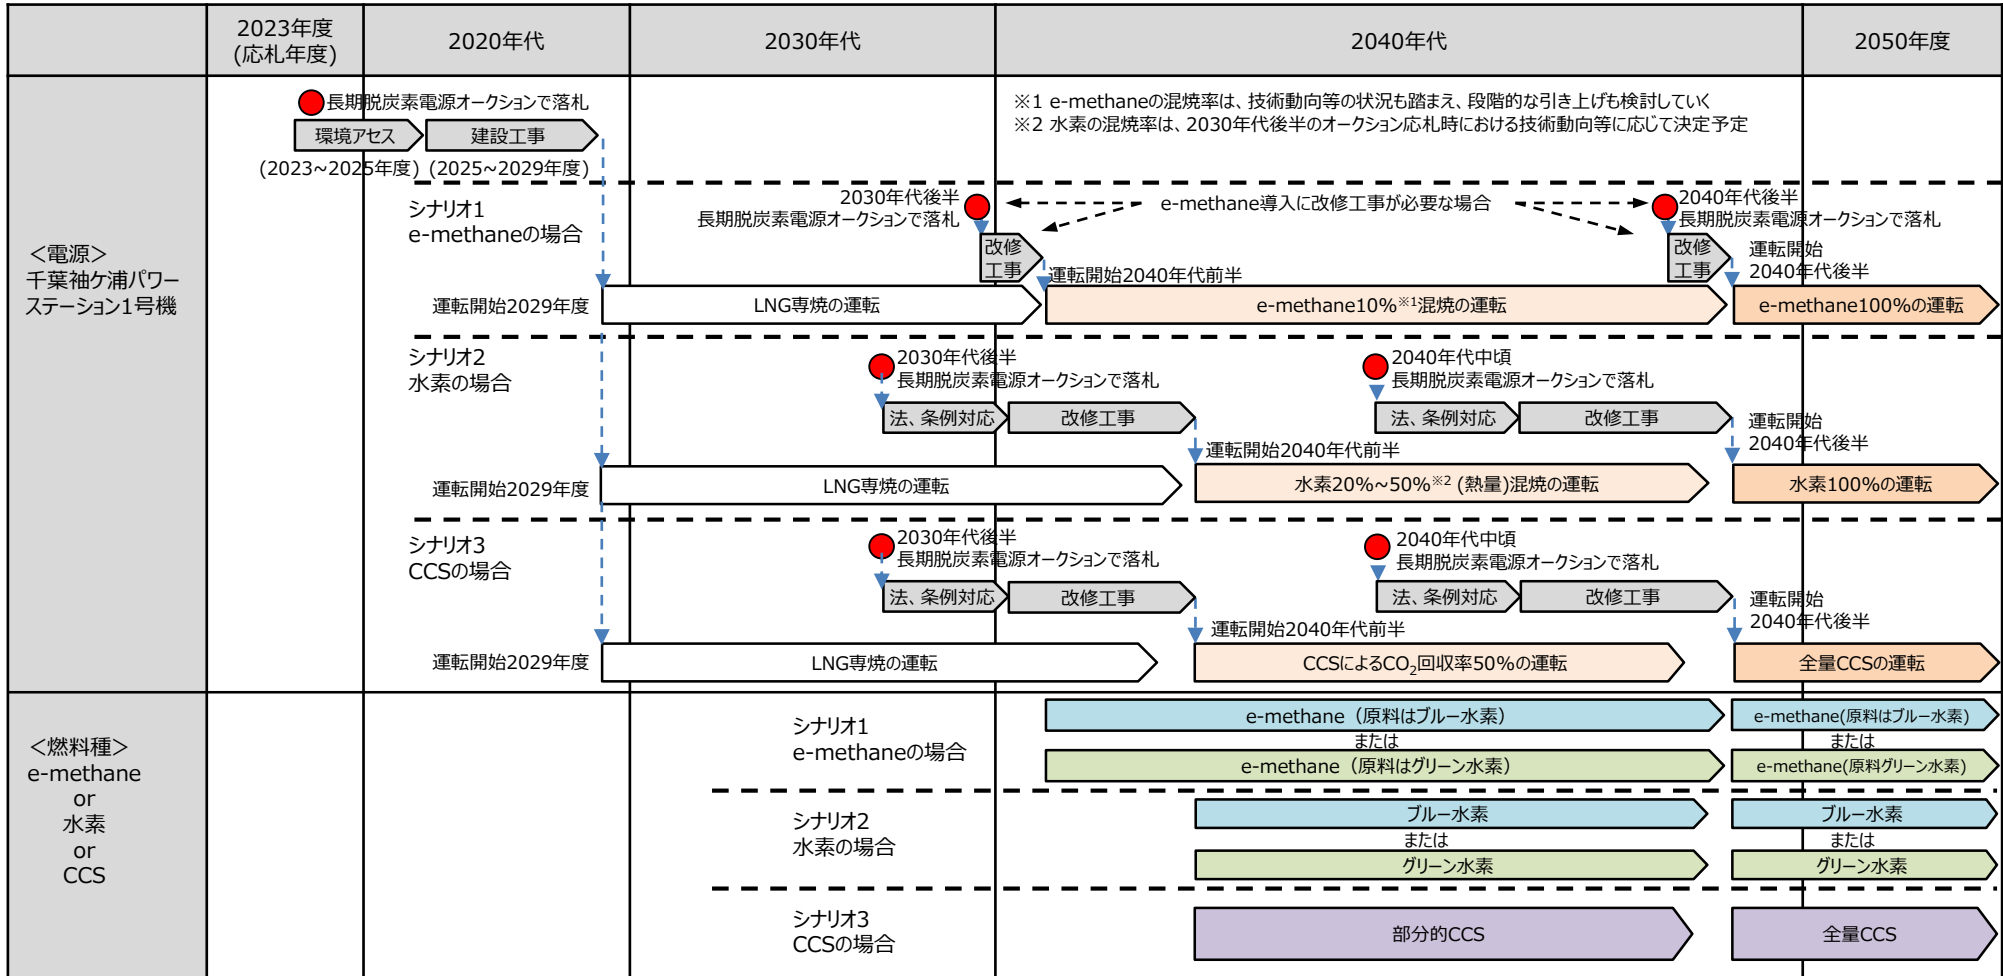 2023年度
(応札年度)
2020年代
2030年代
2040年代
2050年度
＜電源＞
千葉袖ケ浦パワー
ステーション1号機
長期脱炭素電源オークションで落札
環境アセス
建設工事
(2023~2025年度)
(2025~2029年度)
※1 e-methaneの混焼率は、技術動向等の状況も踏まえ、段階的な引き上げも検討していく
※2 水素の混焼率は、2030年代後半のオークション応札時における技術動向等に応じて決定予定
シナリオ1
e-methaneの場合
2030年代後半
長期脱炭素電源オークションで落札
e-methane導入に改修工事が必要な場合
2040年代後半
長期脱炭素電源オークションで落札
改修
工事
運転開始2040年代前半
改修
工事
運転開始
2040年代後半
運転開始2029年度
LNG専焼の運転
e-methane10%※1混焼の運転
e-methane100%の運転
シナリオ2
水素の場合
2030年代後半
長期脱炭素電源オークションで落札
2040年代中頃
長期脱炭素電源オークションで落札
法、条例対応
改修工事
法、条例対応
改修工事
運転開始
2040年代後半
運転開始2040年代前半
運転開始2029年度
LNG専焼の運転
水素20%~50%※2 (熱量)混焼の運転
水素100%の運転
シナリオ3
CCSの場合
2030年代後半
長期脱炭素電源オークションで落札
2040年代中頃
長期脱炭素電源オークションで落札
法、条例対応
改修工事
法、条例対応
改修工事
運転開始
2040年代後半
運転開始2040年代前半
運転開始2029年度
LNG専焼の運転
CCSによるCO2回収率50%の運転
全量CCSの運転
＜燃料種＞
e-methane
or
水素
or
CCS
シナリオ1
e-methaneの場合
e-methane（原料はブルー水素）
または
e-methane（原料はグリーン水素）
e-methane(原料はブルー水素)
または
e-methane(原料グリーン水素)
シナリオ2
水素の場合
ブルー水素
または
グリーン水素
ブルー水素
または
グリーン水素
シナリオ3
CCSの場合
部分的CCS
全量CCS